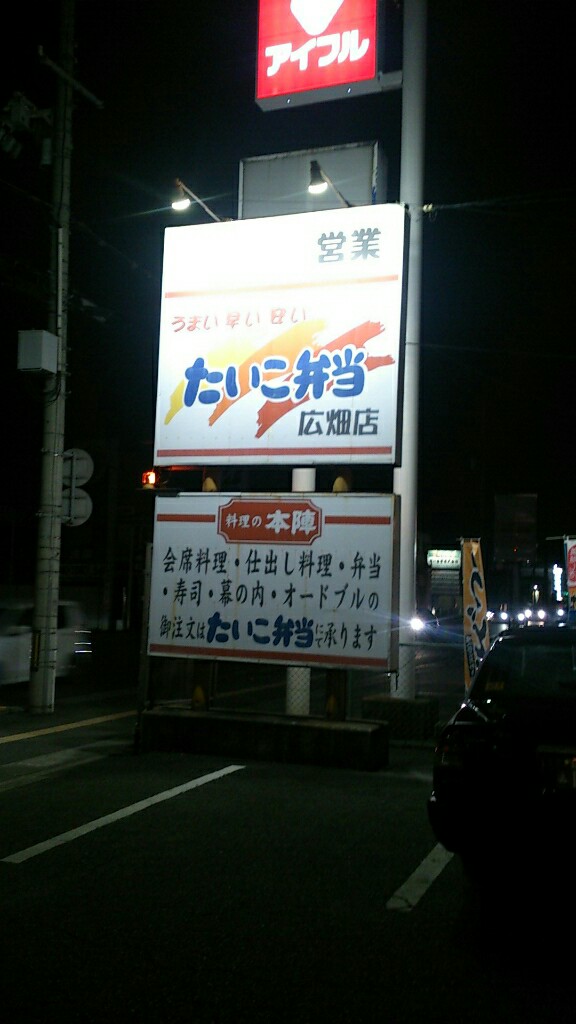 アイフル
営業
うまい 早い 安い
たいこ弁当
広畑店
料理の本陣
会席料理・仕出し料理・弁当
・寿司・幕の内・オードブルの
御注文はたいこ弁当にて承ります